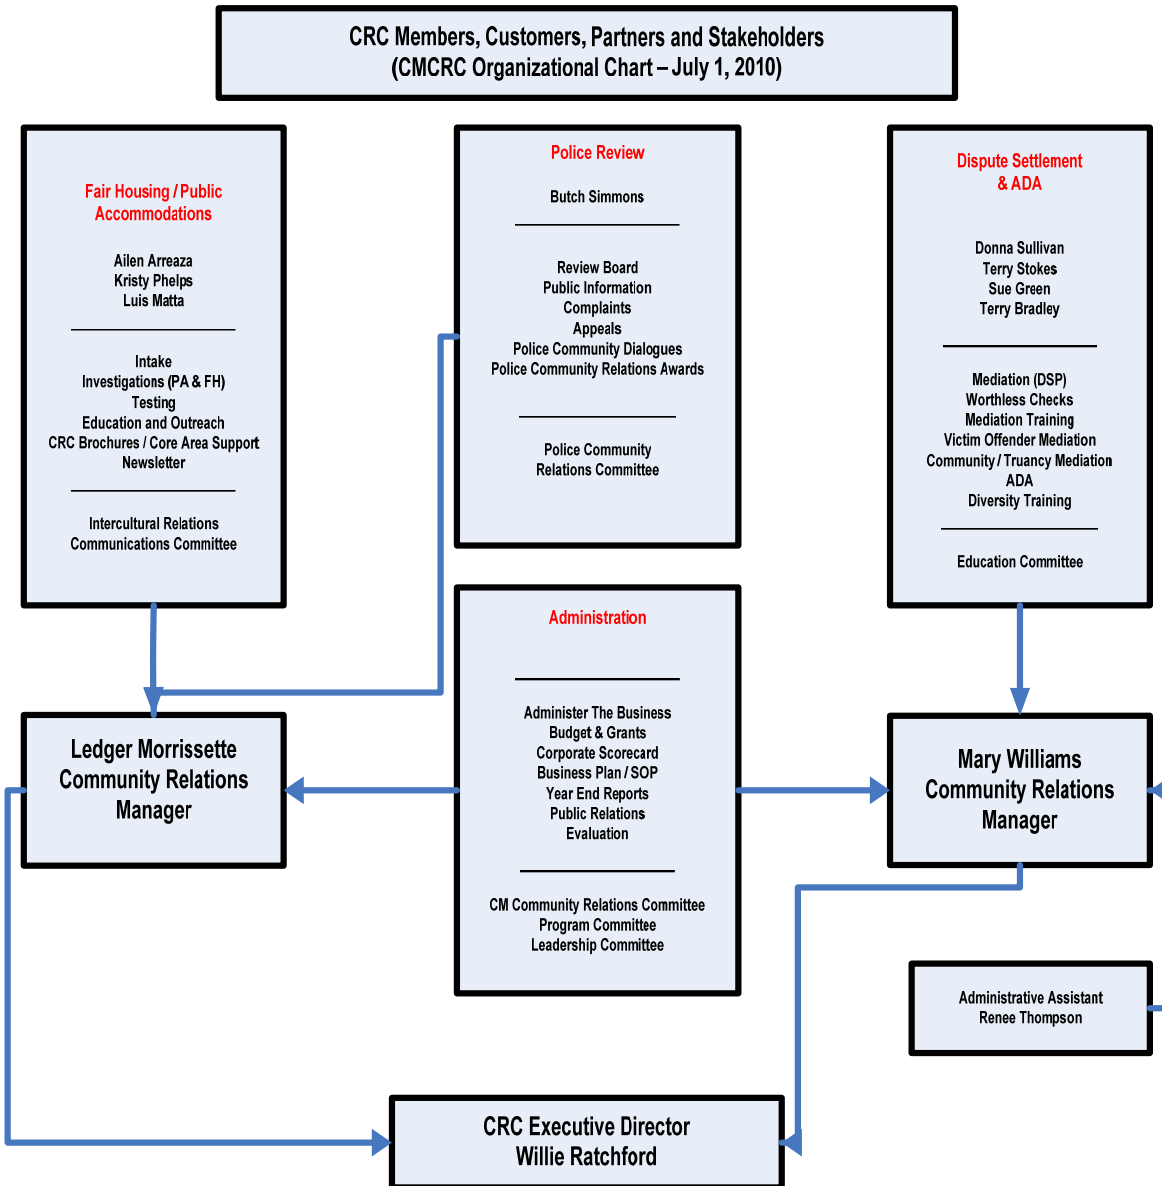 CRC Members, Customers, Partners and Stakeholders
(CMCRC Organizational Chart – July 1, 2010)
Fair Housing / Public
Accommodations
Ailen Arreaza
Kristy Phelps
Luis Matta
Intake
Investigations (PA & FH)
Testing
Education and Outreach
CRC Brochures / Core Area Support
Newsletter
Intercultural Relations
Communications Committee
Police Review
Butch Simmons
Review Board
Public Information
Complaints
Appeals
Police Community Dialogues
Police Community Relations Awards
Police Community
Relations Committee
Dispute Settlement
& ADA
Donna Sullivan
Terry Stokes
Sue Green
Terry Bradley
Mediation (DSP)
Worthless Checks
Mediation Training
Victim Offender Mediation
Community / Truancy Mediation
ADA
Diversity Training
Education Committee
Administration
Administer The Business
Budget & Grants
Corporate Scorecard
Business Plan / SOP
Year End Reports
Public Relations
Evaluation
CM Community Relations Committee
Program Committee
Leadership Committee
Ledger Morrissette
Community Relations
Manager
Mary Williams
Community Relations
Manager
Administrative Assistant
Renee Thompson
CRC Executive Director
Willie Ratchford